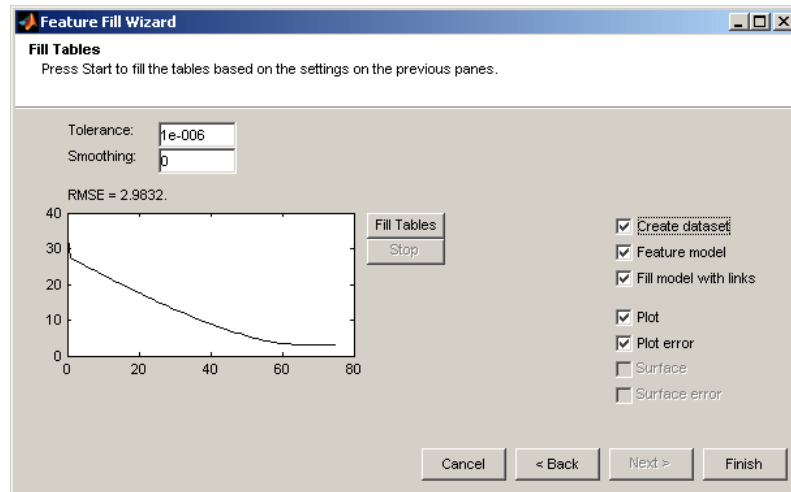 Feature Fill Wizard
Fill Tables
Press Start to fill the tables based on the settings on the previous panes.
Tolerance: 1e-006
Smoothing: 0
RMSE = 2.9832.
40
30
20
10
0
0 20 40 60 80
Fill Tables
Stop
Create dataset
Feature model
Fill model with links
Plot
Plot error
Surface
Surface error
Cancel < Back Next > Finish